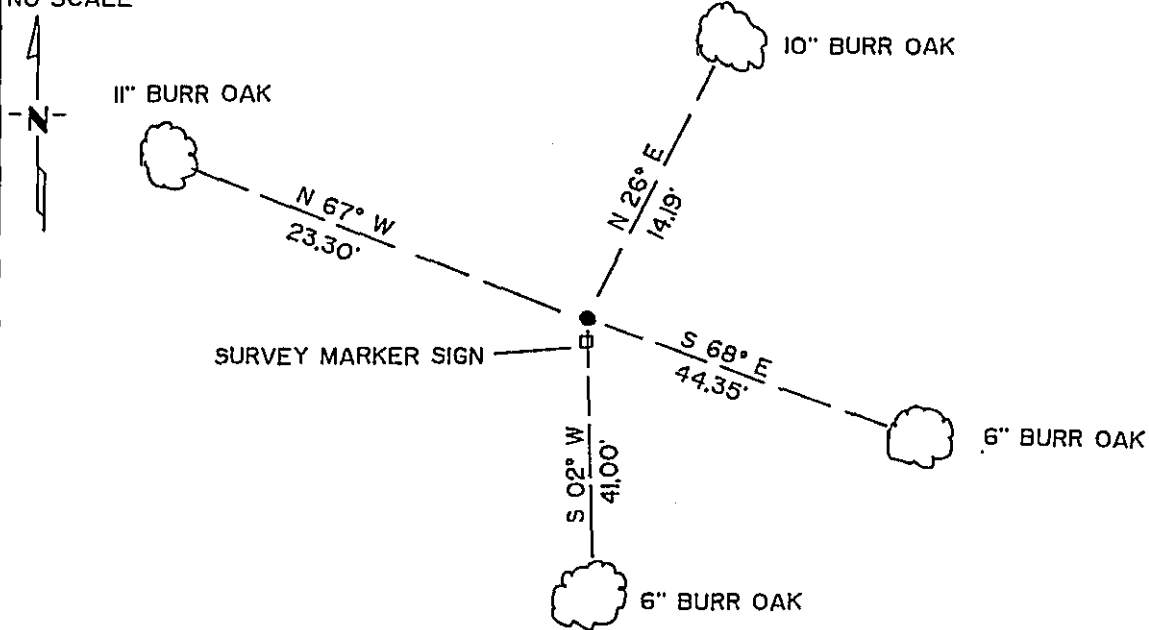 NO SCALE
10" BURR OAK
11" BURR OAK
N
N 26° E
14.19'
N 67° W
23.30'
SURVEY MARKER SIGN
S 68° E
44.35'
6" BURR OAK
S 02° W
41.00'
6" BURR OAK